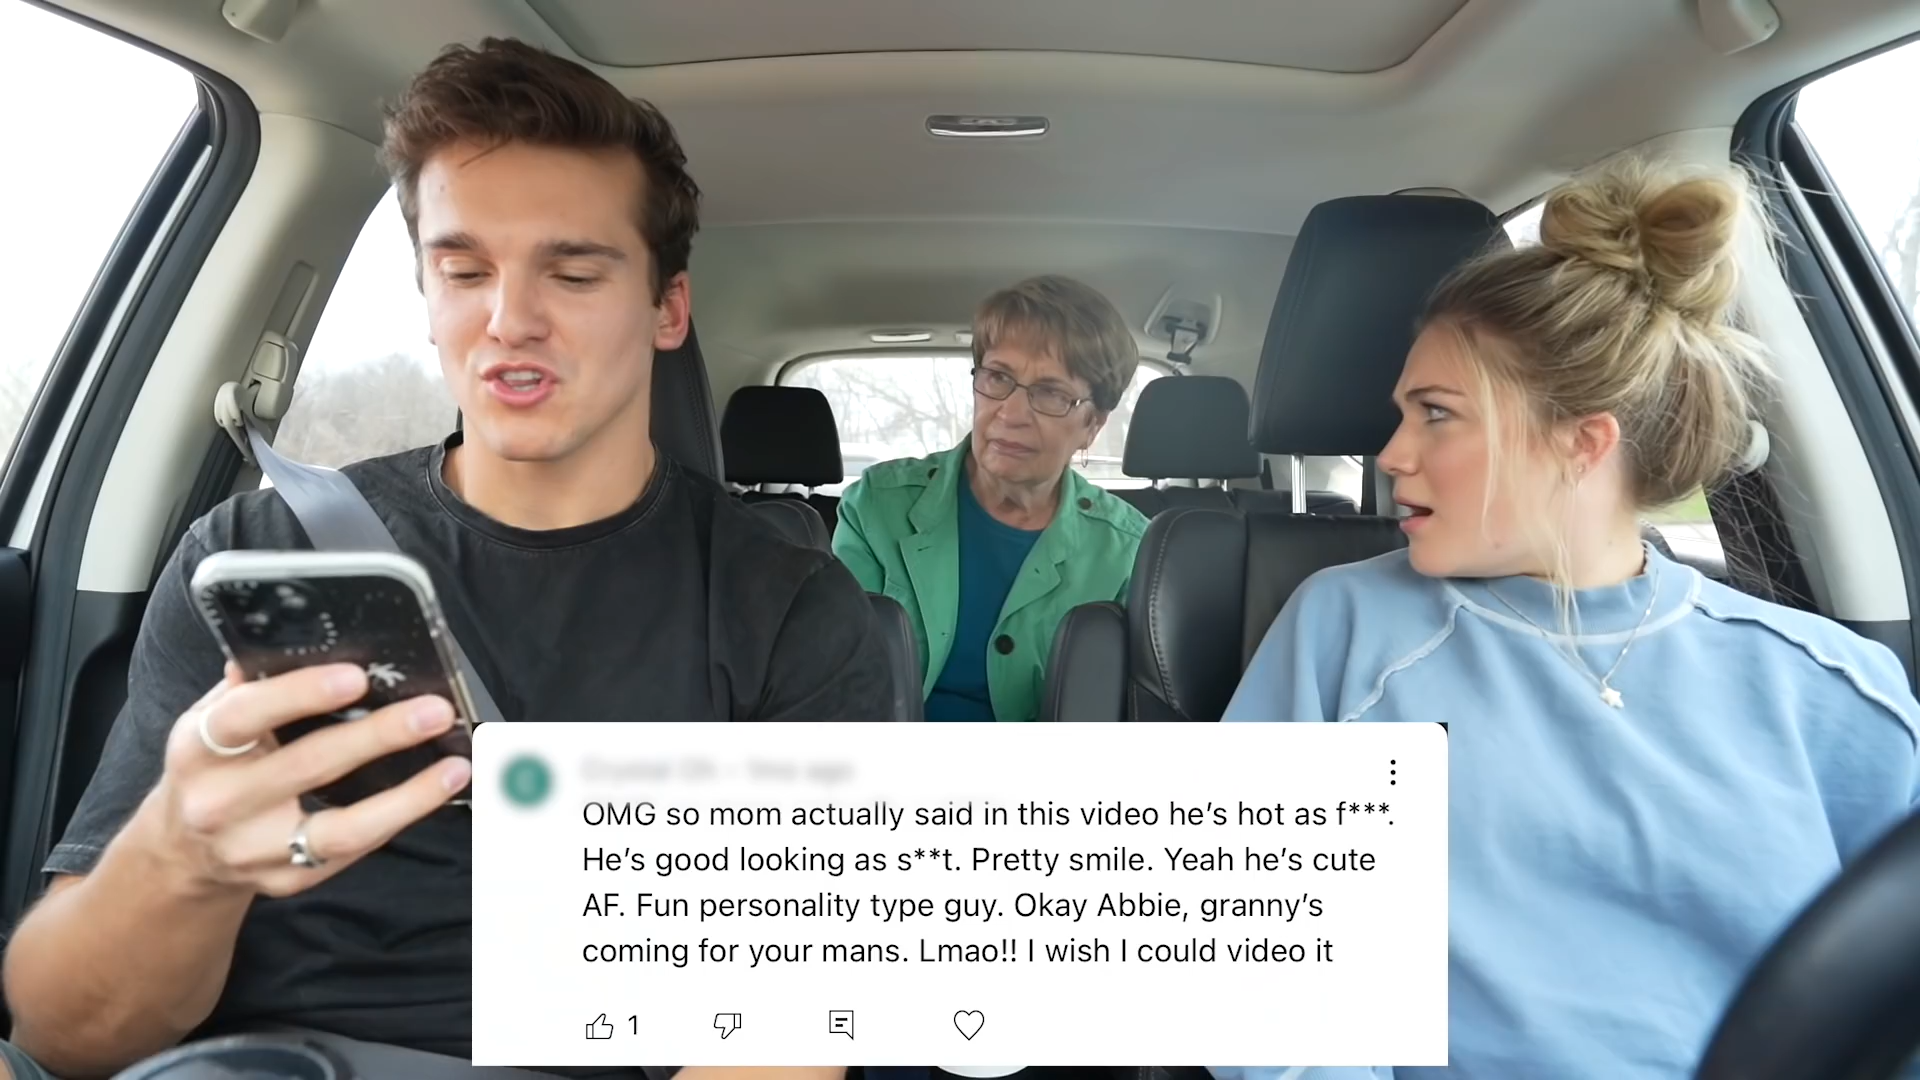 OMG so mom actually said in this video he's hot as f***.
He's good looking as s**t. Pretty smile. Yeah he's cute
AF. Fun personality type guy. Okay Abbie, granny's
coming for your mans. Lmao!! I wish I could video it
1